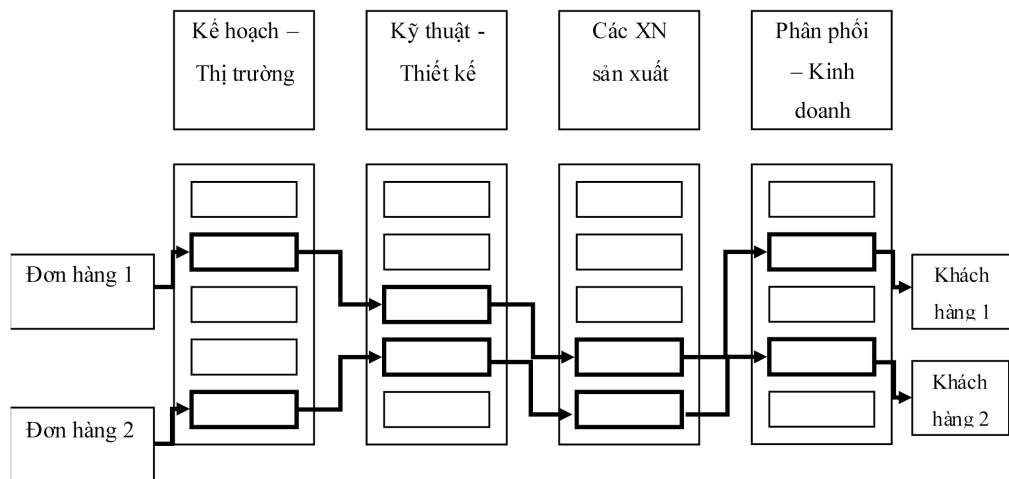 Kế hoạch –
Thị trường
Kỹ thuật -
Thiết kế
Các XN
sản xuất
Phân phối
– Kinh
doanh
Đơn hàng 1
Đơn hàng 2
Khách
hàng 1
Khách
hàng 2